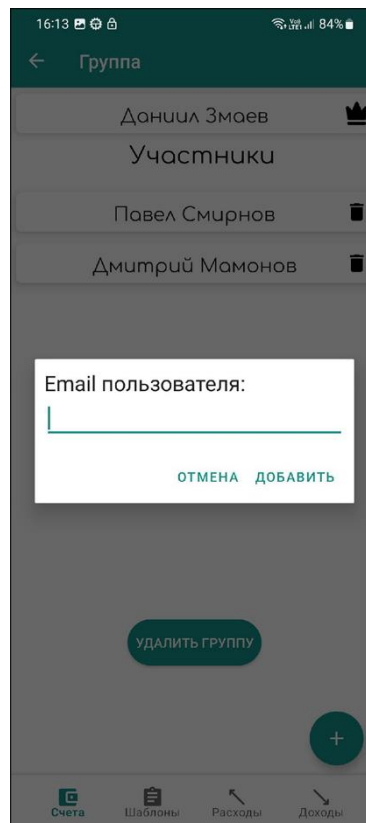 16:13 84%
Группа
Даниил Змаев
Участники
Павел Смирнов
Дмитрий Мамонов
Email пользователя:
ОТМЕНА ДОБАВИТЬ
УДАЛИТЬ ГРУППУ
+
Счета Шаблоны Расходы Доходы